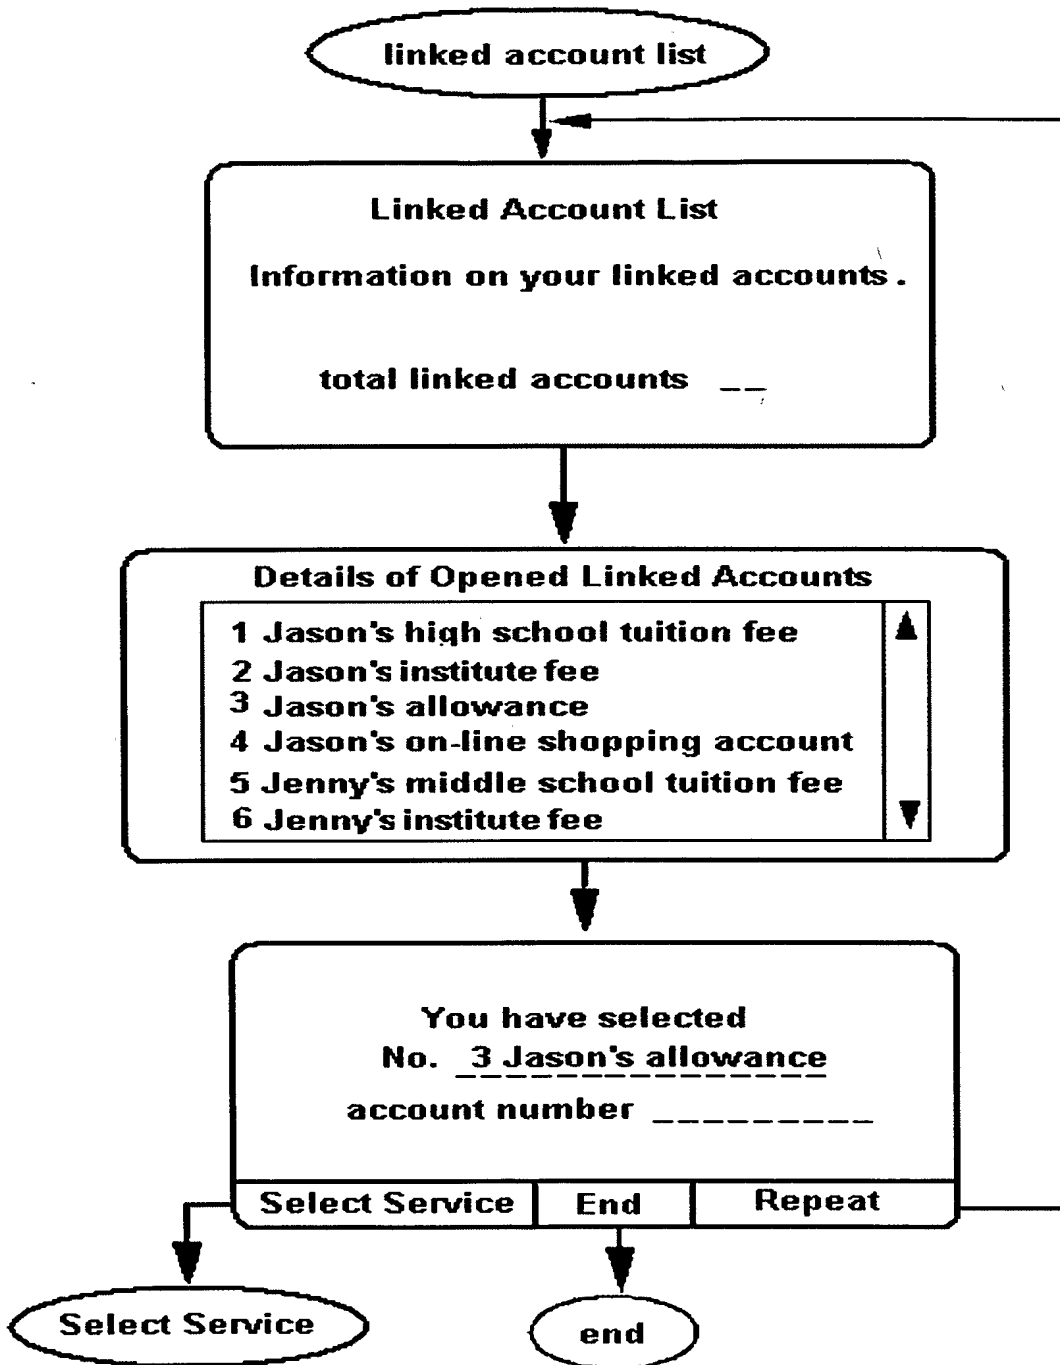 linked account list
Linked Account List
Information on your linked accounts .
total linked accounts _ _
Details of Opened Linked Accounts
1 Jason's high school tuition fee
2 Jason's institute fee
3 Jason's allowance
4 Jason's on-line shopping account
5 Jenny's middle school tuition fee
6 Jenny's institute fee
You have selected
No. 3 Jason's allowance
account number _ _ _ _ _ _ _ _ _
Select Service End Repeat
Select Service
end